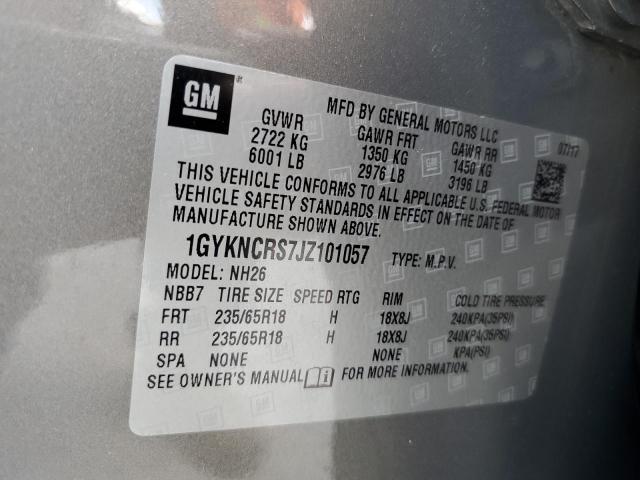 GM
MFD BY GENERAL MOTORS LLC
GVWR GAWR FRT GAWR RR 07/17
2722 KG 1350 KG 1450 KG
6001 LB 2976 LB 3196 LB
THIS VEHICLE CONFORMS TO ALL APPLICABLE U.S. FEDERAL MOTOR
VEHICLE SAFETY STANDARDS IN EFFECT ON THE DATE OF
MANUFACTURE SHOWN ABOVE.
1GYKNCRS7JZ101057 TYPE: M.P.V.
MODEL: NH26
NBB7 TIRE SIZE SPEED RTG RIM COLD TIRE PRESSURE
FRT 235/65R18 H 18X8J 240KPA(35PSI)
RR 235/65R18 H 18X8J 240KPA(35PSI)
SPA NONE NONE KPA(PSI)
SEE OWNER'S MANUAL FOR MORE INFORMATION.